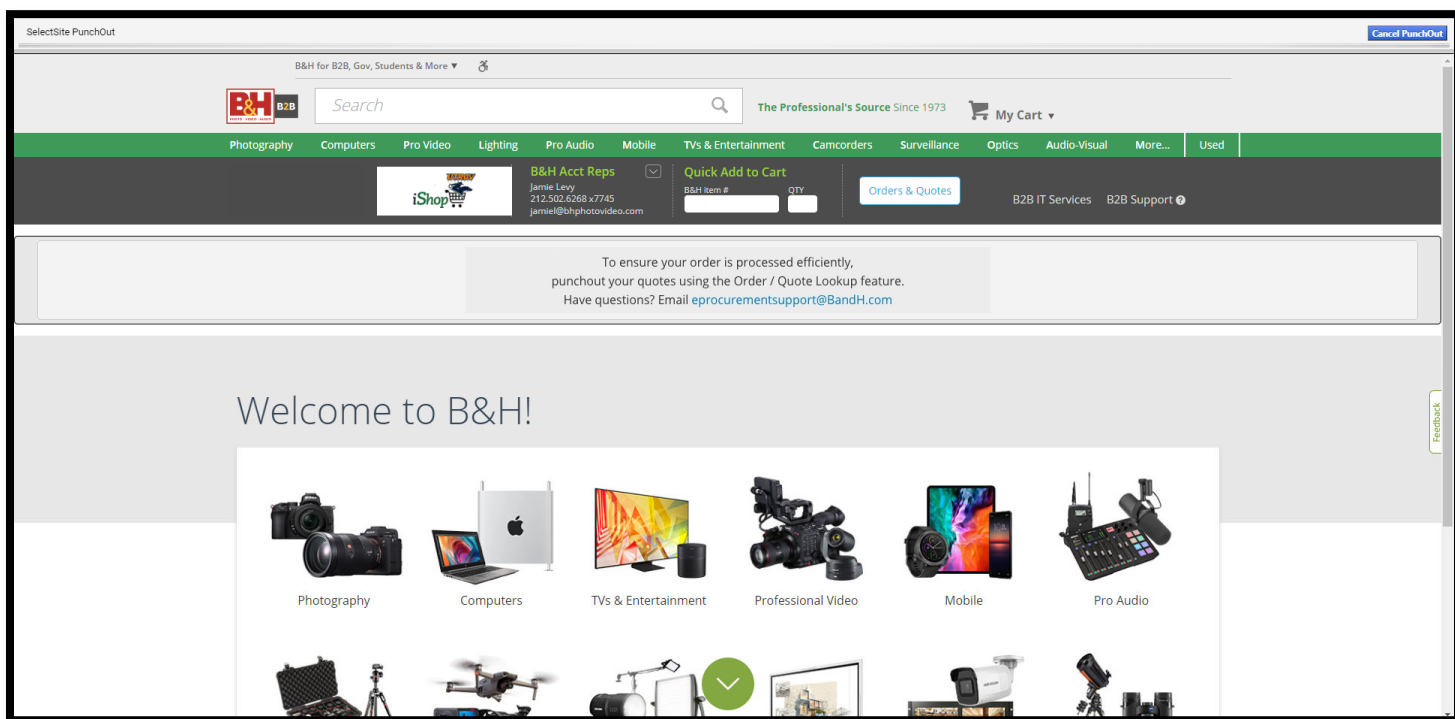 SelectSite PunchOut
Cancel PunchOut
B&H for B2B, Gov, Students & More ▼
B&H B2B
PHOTO · VIDEO · AUDIO
Search
The Professional's Source Since 1973
My Cart ▼
Photography Computers Pro Video Lighting Pro Audio Mobile TVs & Entertainment Camcorders Surveillance Optics Audio-Visual More... Used
iShop
B&H Acct Reps
Jamie Levy
212.502.6268 x7745
jamiel@bhphotovideo.com
Quick Add to Cart
B&H item # QTY
Orders & Quotes
B2B IT Services B2B Support ?
To ensure your order is processed efficiently,
punchout your quotes using the Order / Quote Lookup feature.
Have questions? Email eprocurementsupport@BandH.com
Feedback
Welcome to B&H!
Photography Computers TVs & Entertainment Professional Video Mobile Pro Audio